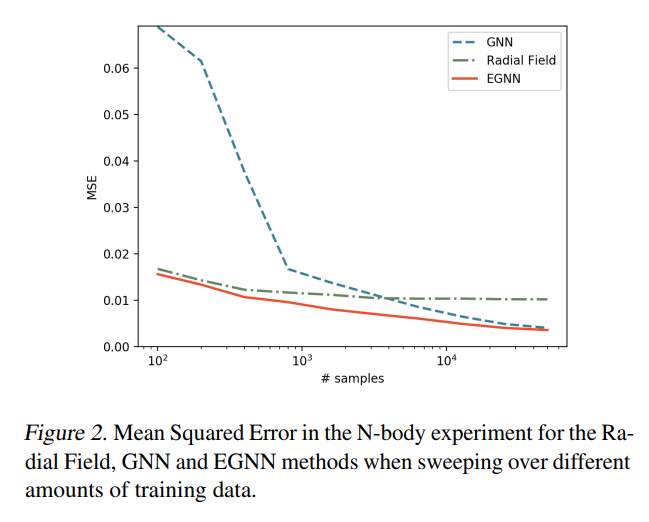 GNN
Radial Field
EGNN
0.06
0.05
0.04
0.03
0.02
0.01
0.00
MSE
10²
10³
10⁴
# samples
Figure 2. Mean Squared Error in the N-body experiment for the Ra-
dial Field, GNN and EGNN methods when sweeping over different
amounts of training data.